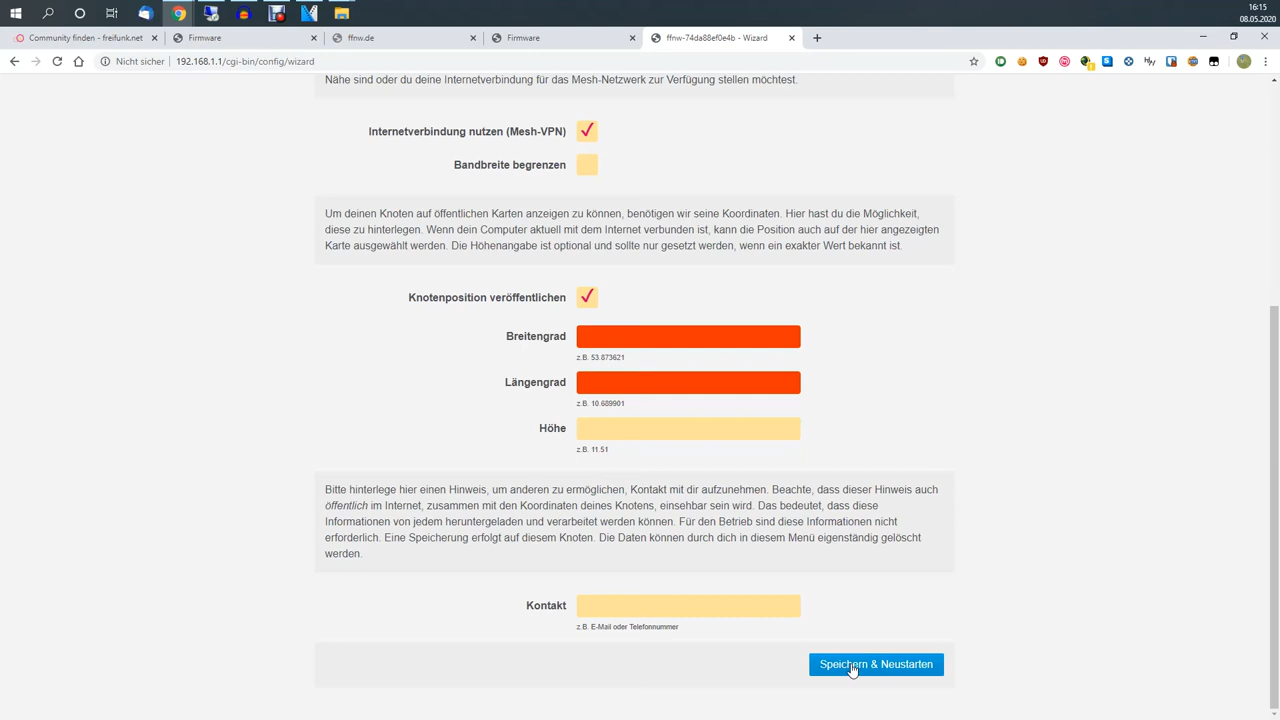 16:15
08.05.2020
Community finden - freifunk.net
Firmware
ffnw.de
Firmware
ffnw-74da88ef0e4b - Wizard
Nicht sicher
192.168.1.1/cgi-bin/config/wizard
Nähe sind oder du deine Internetverbindung für das Mesh-Netzwerk zur Verfügung stellen möchtest.
Internetverbindung nutzen (Mesh-VPN)
Bandbreite begrenzen
Um deinen Knoten auf öffentlichen Karten anzeigen zu können, benötigen wir seine Koordinaten. Hier hast du die Möglichkeit,
diese zu hinterlegen. Wenn dein Computer aktuell mit dem Internet verbunden ist, kann die Position auch auf der hier angezeigten
Karte ausgewählt werden. Die Höhenangabe ist optional und sollte nur gesetzt werden, wenn ein exakter Wert bekannt ist.
Knotenposition veröffentlichen
Breitengrad
z.B. 53.873621
Längengrad
z.B. 10.689901
Höhe
z.B. 11.51
Bitte hinterlege hier einen Hinweis, um anderen zu ermöglichen, Kontakt mit dir aufzunehmen. Beachte, dass dieser Hinweis auch
öffentlich im Internet, zusammen mit den Koordinaten deines Knotens, einsehbar sein wird. Das bedeutet, dass diese
Informationen von jedem heruntergeladen und verarbeitet werden können. Für den Betrieb sind diese Informationen nicht
erforderlich. Eine Speicherung erfolgt auf diesem Knoten. Die Daten können durch dich in diesem Menü eigenständig gelöscht
werden.
Kontakt
z.B. E-Mail oder Telefonnummer
Speichern & Neustarten